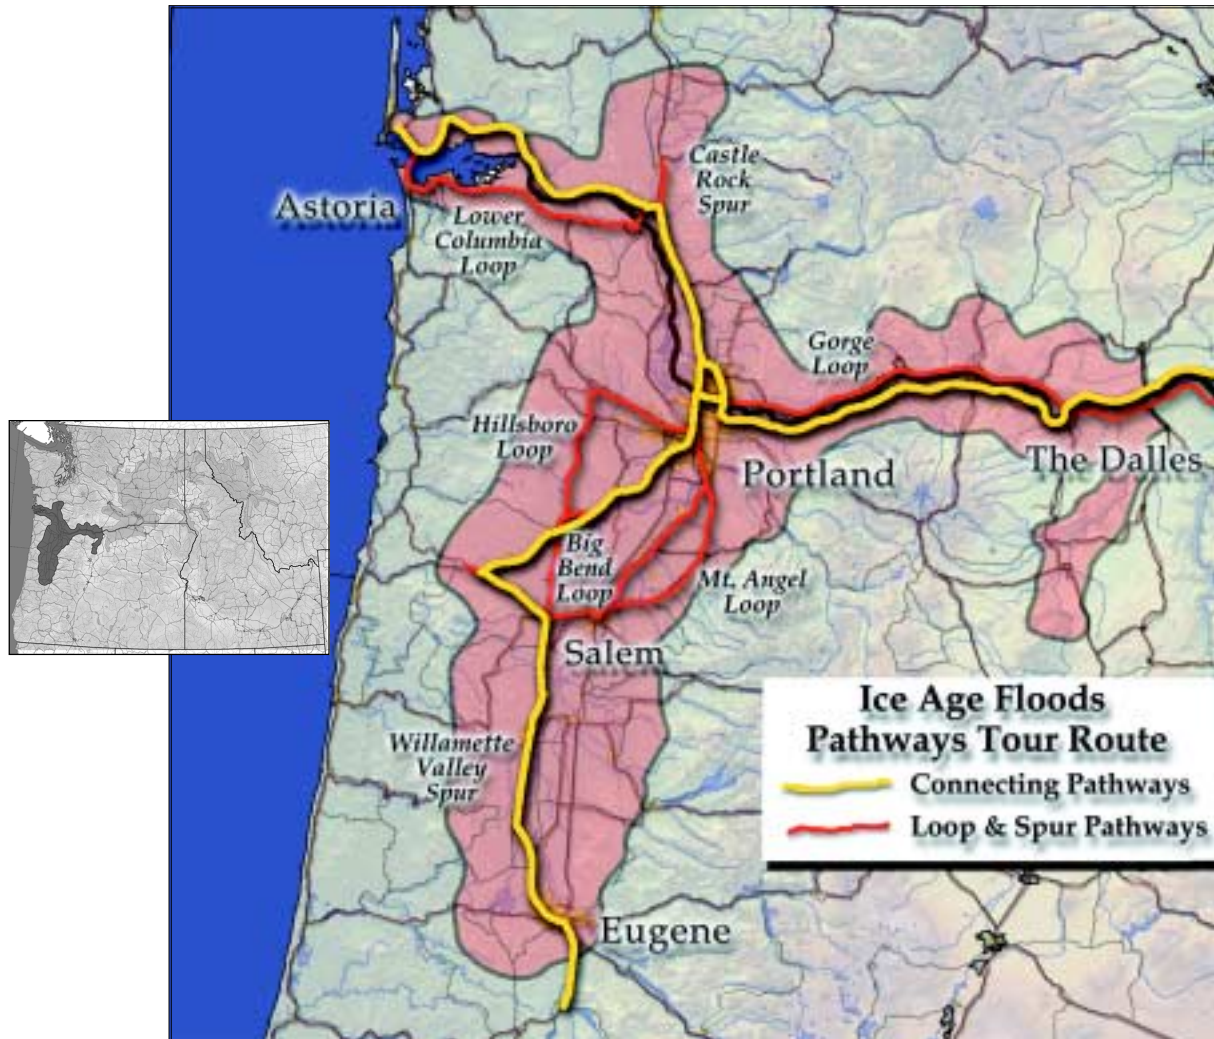 Castle
Rock
Spur
Astoria
Lower
Columbia
Loop
Gorge
Loop
Hillsboro
Loop
The Dalles
Portland
Big
Bend
Loop
Mt. Angel
Loop
Salem
Willamette
Valley
Spur
Eugene
Ice Age Floods
Pathways Tour Route
Connecting Pathways
Loop & Spur Pathways